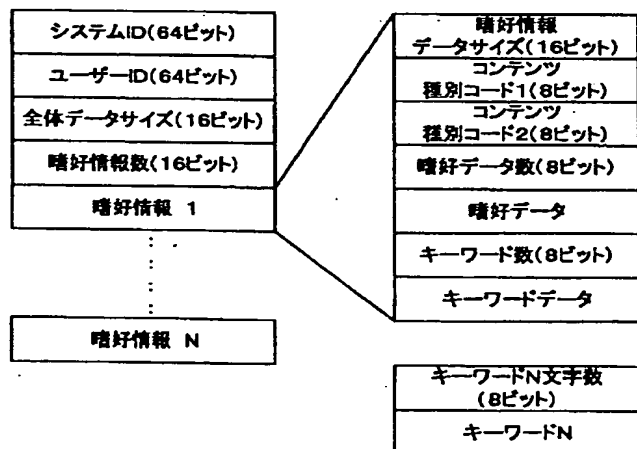 システムID(64ビット)
ユーザーID(64ビット)
全体データサイズ(16ビット)
嗜好情報数(16ビット)
嗜好情報 1
嗜好情報 N
嗜好情報
データサイズ(16ビット)
コンテンツ
種別コード1(8ビット)
コンテンツ
種別コード2(8ビット)
嗜好データ数(8ビット)
嗜好データ
キーワード数(8ビット)
キーワードデータ
キーワードN文字数
(8ビット)
キーワードN